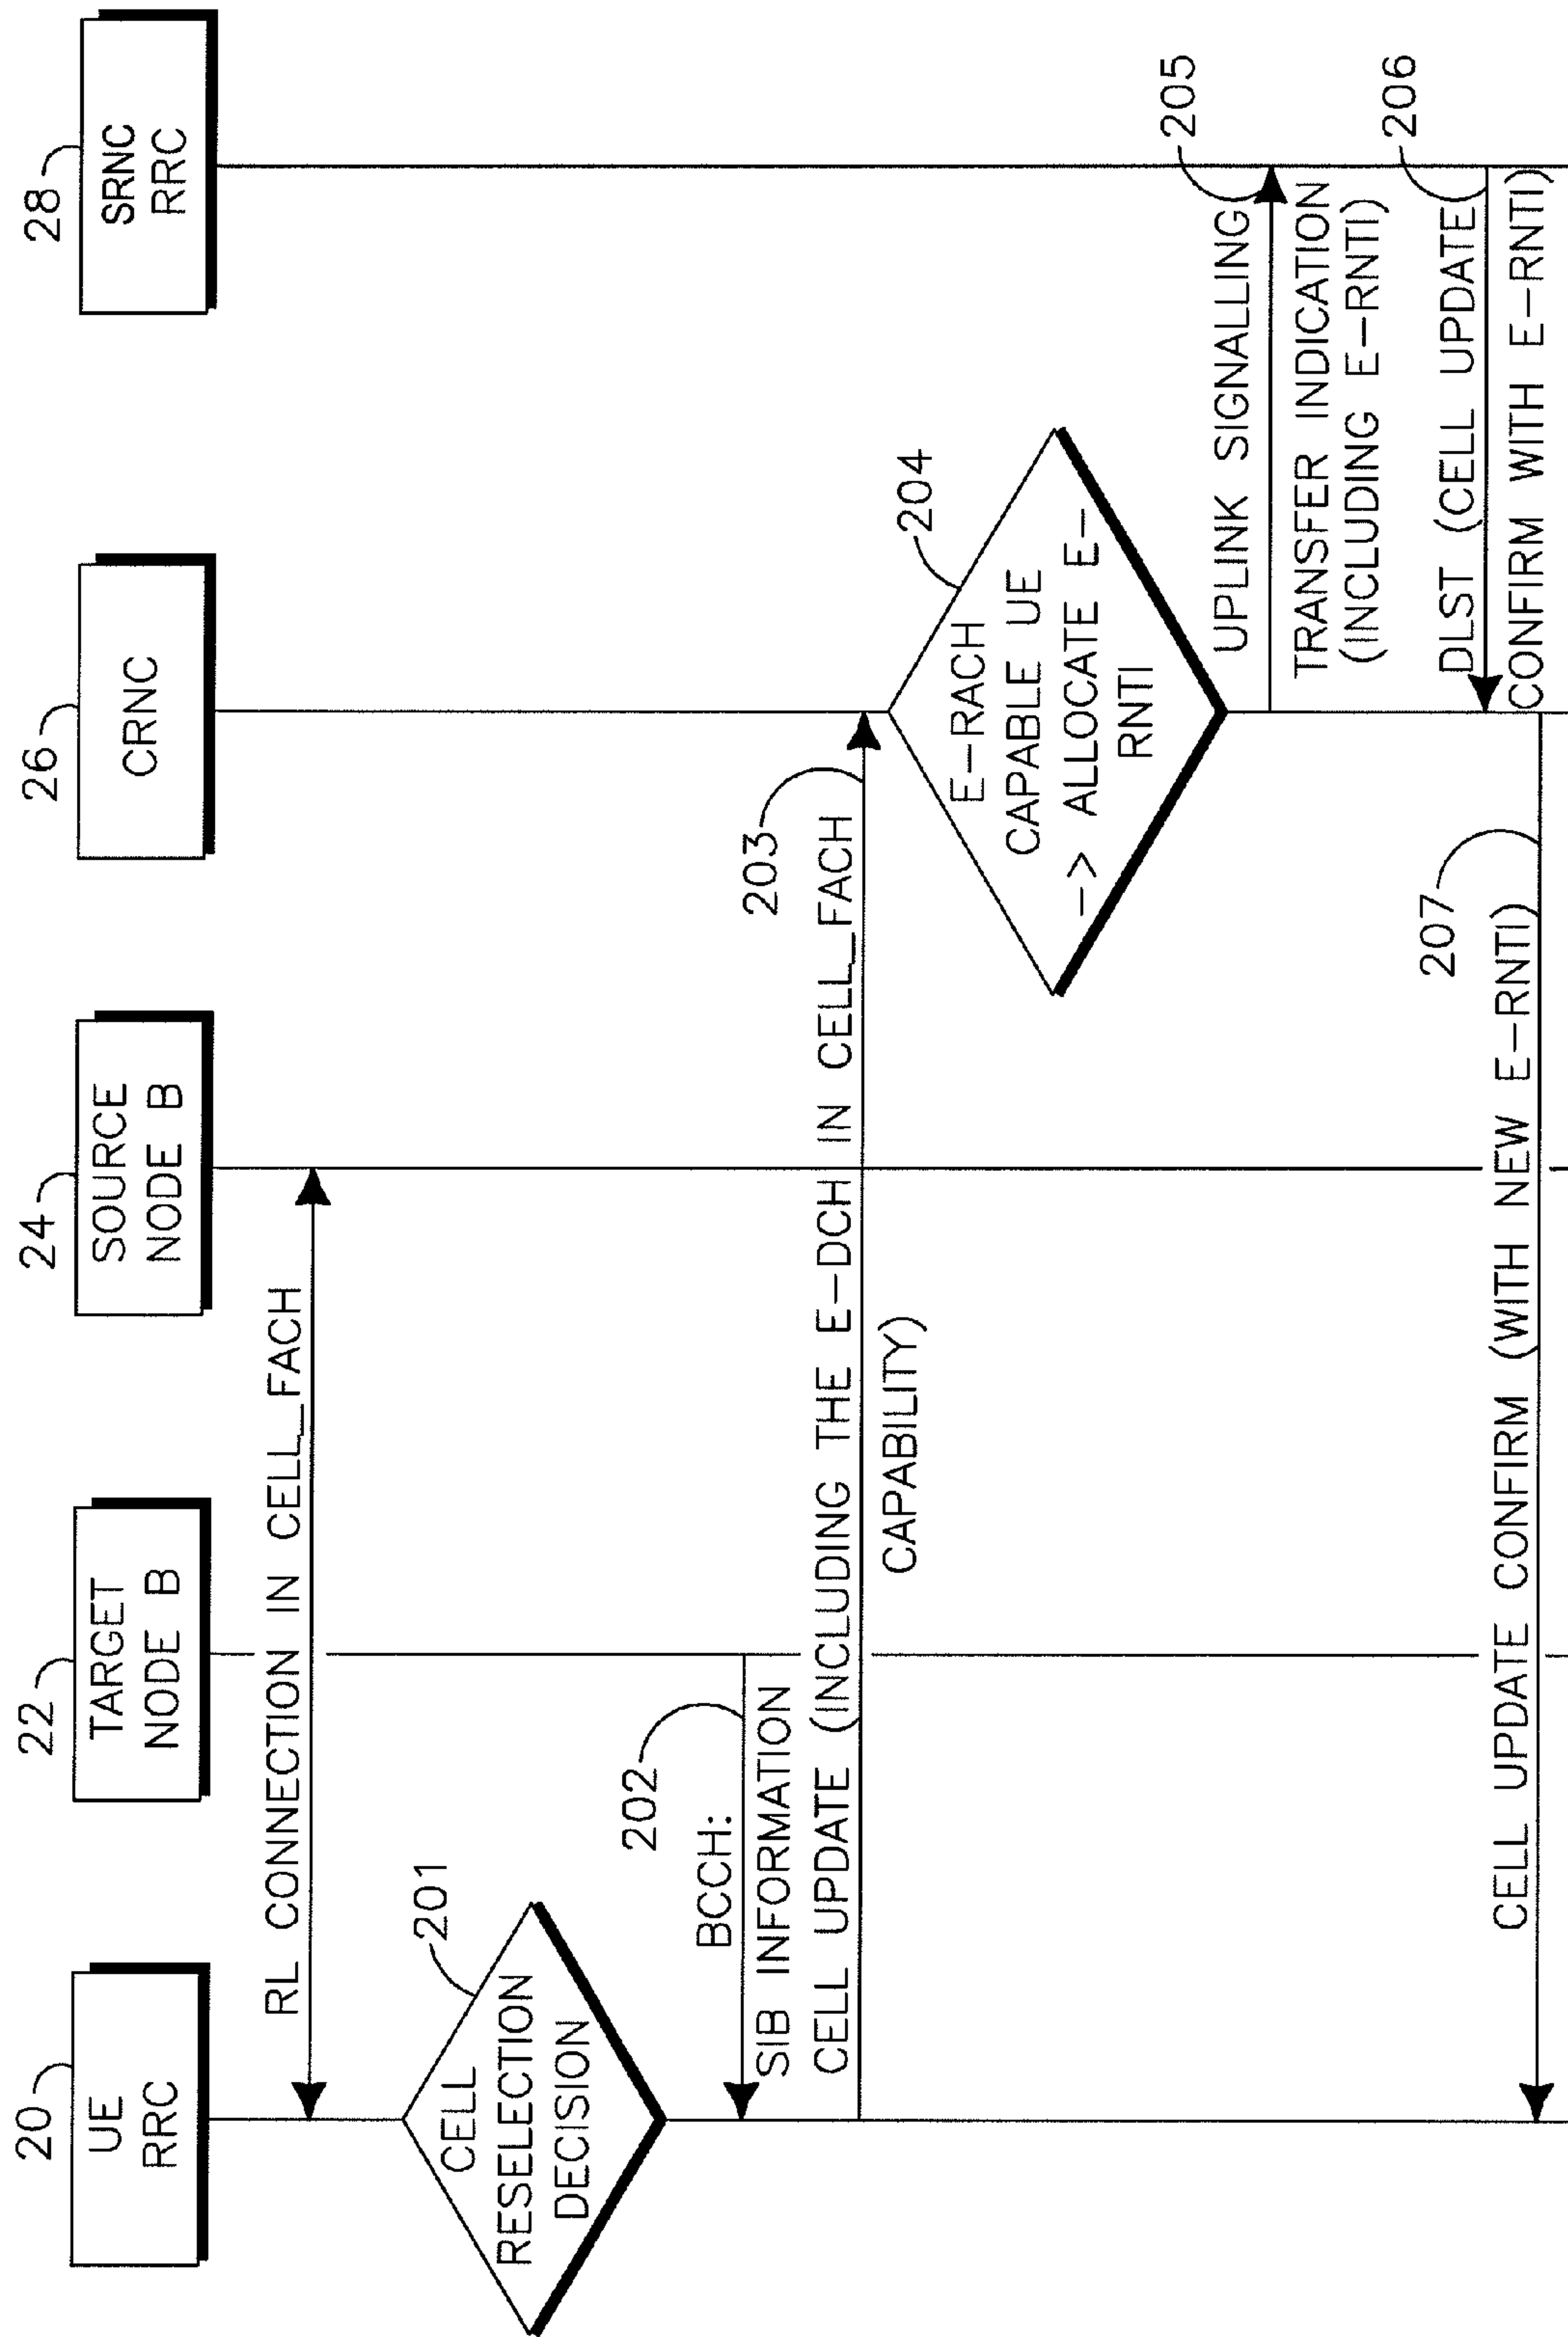 20
UE
RRC
22
TARGET
NODE B
24
SOURCE
NODE B
26
CRNC
28
SRNC
RRC
RL CONNECTION IN CELL_FACH
201
CELL
RESELECTION
DECISION
202
BCCH:
SIB INFORMATION
203
CELL UPDATE (INCLUDING THE E-DCH IN CELL_FACH
CAPABILITY)
204
E-RACH
CAPABLE UE
-> ALLOCATE E-
RNTI
205
UPLINK SIGNALLING
TRANSFER INDICATION
(INCLUDING E-RNTI)
206
DLST (CELL UPDATE
CONFIRM WITH E-RNTI)
207
CELL UPDATE CONFIRM (WITH NEW E-RNTI)